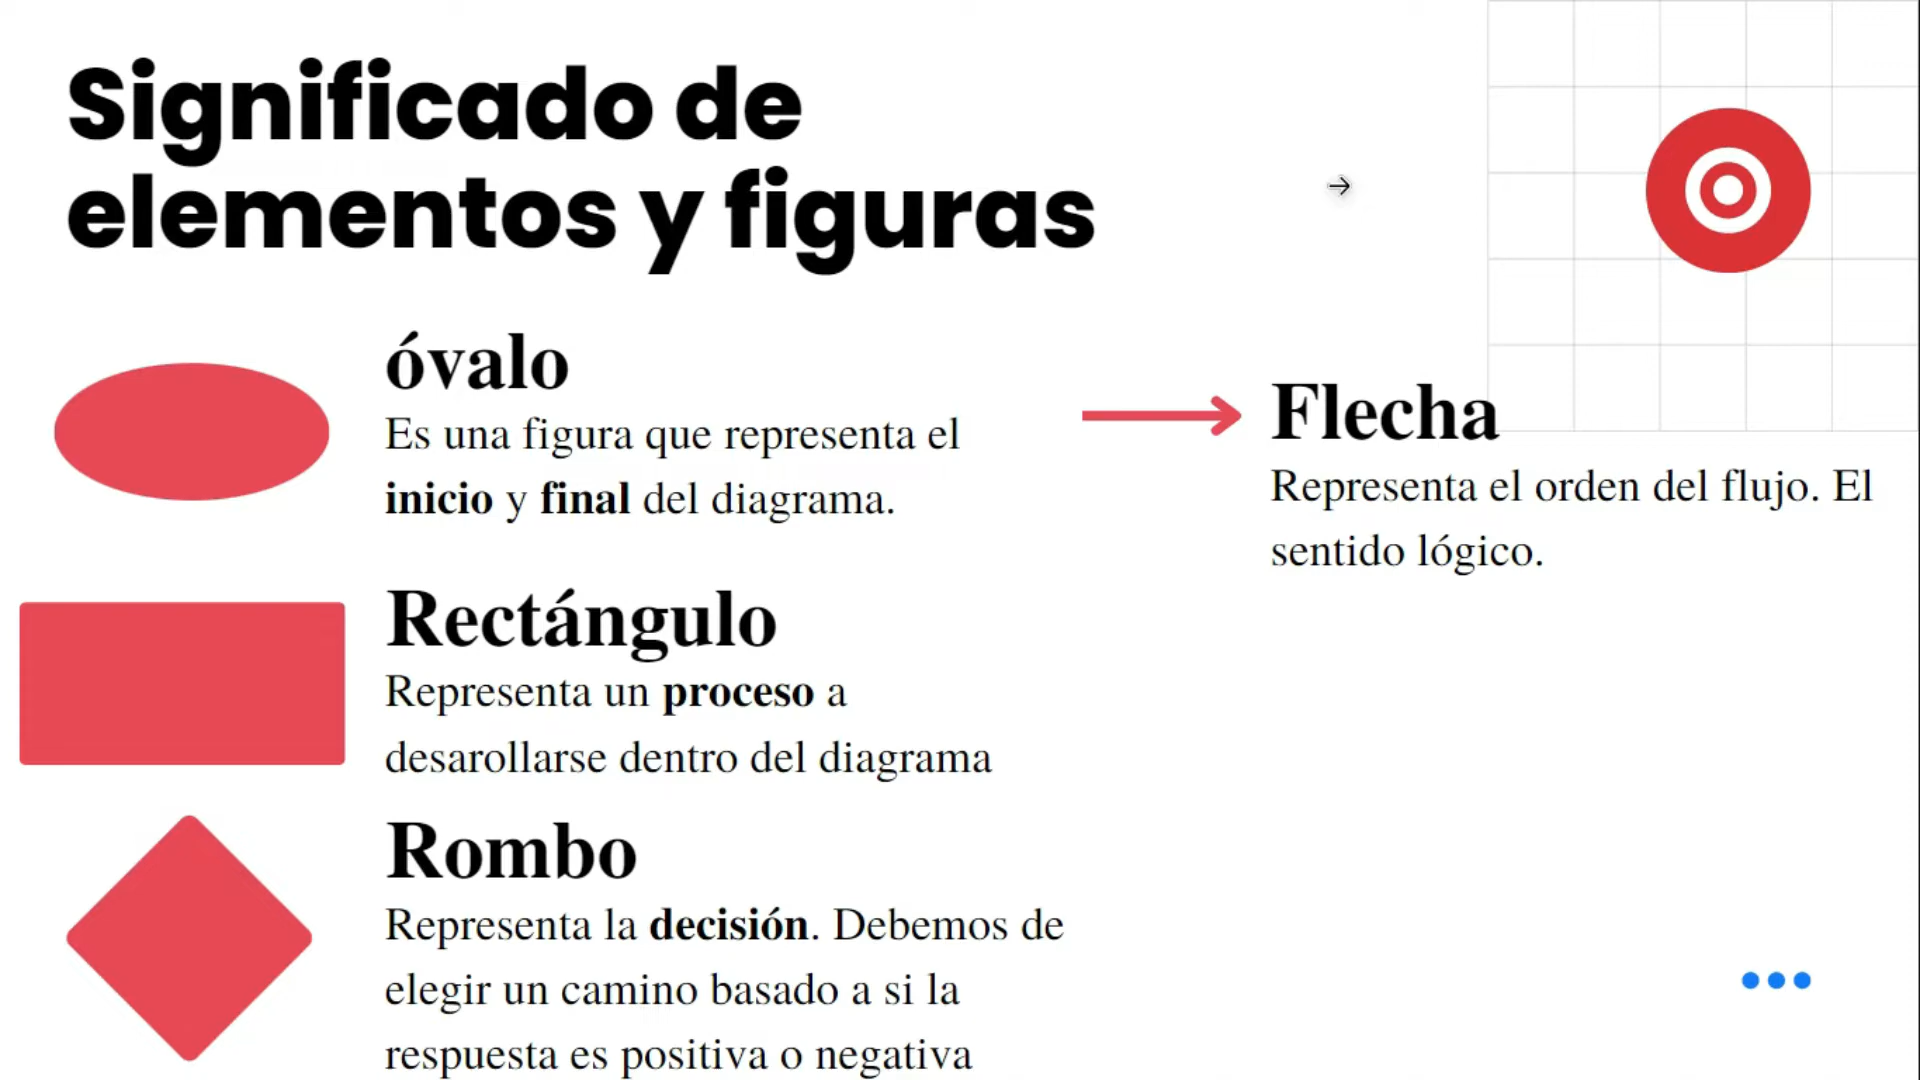 Significado de
elementos y figuras
óvalo
Es una figura que representa el
inicio y final del diagrama.
Rectángulo
Representa un proceso a
desarollarse dentro del diagrama
Rombo
Representa la decisión. Debemos de
elegir un camino basado a si la
respuesta es positiva o negativa
Flecha
Representa el orden del flujo. El
sentido lógico.